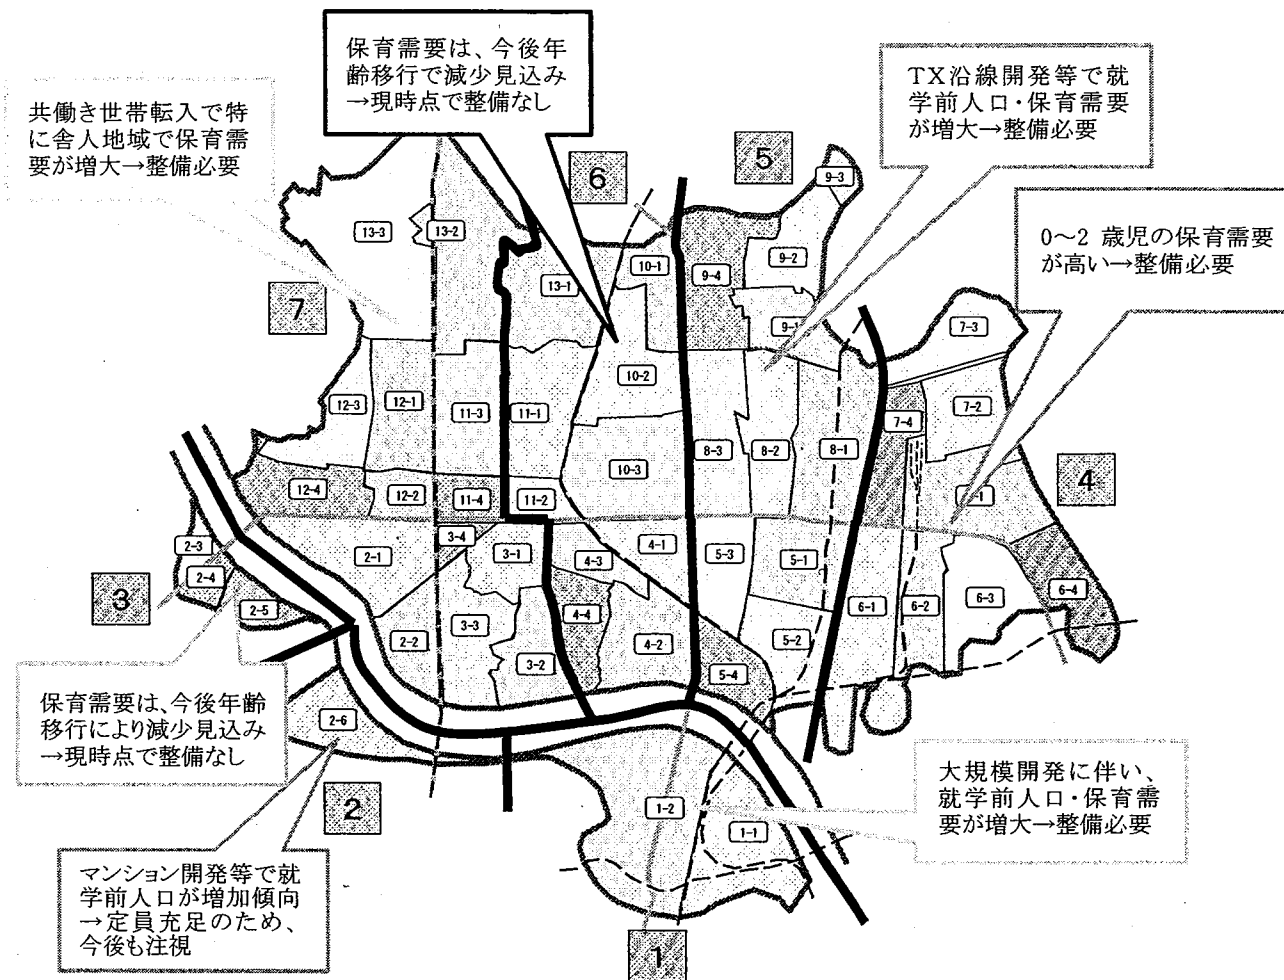 保育需要は、今後年
齢移行で減少見込み
→現時点で整備なし
TX沿線開発等で就
学前人口・保育需要
が増大→整備必要
共働き世帯転入で特
に舎人地域で保育需
要が増大→整備必要
0～2 歳児の保育需要
が高い→整備必要
5
6
7
4
3
2
1
9-3
13-3
13-2
13-1
10-1
9-4
9-2
9-1
7-3
10-2
12-3
12-1
11-3
11-1
7-2
7-4
10-3
8-3
8-2
8-1
12-4
12-2
11-4
11-2
2-3
2-4
2-5
2-1
3-4
3-1
4-3
4-1
5-3
5-1
4-4
6-1
6-2
6-3
6-4
2-2
3-3
3-2
4-2
5-2
5-4
2-6
1-2
1-1
保育需要は、今後年齢
移行により減少見込み
→現時点で整備なし
大規模開発に伴い、
就学前人口・保育需
要が増大→整備必要
マンション開発等で就
学前人口が増加傾向
→定員充足のため、
今後も注視